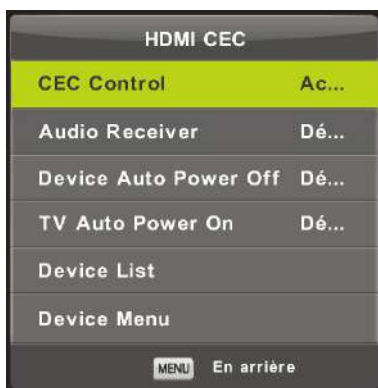 HDMI CEC
CEC Control Ac...
Audio Receiver Dé...
Device Auto Power Off Dé...
TV Auto Power On Dé...
Device List
Device Menu
MENU En arrière